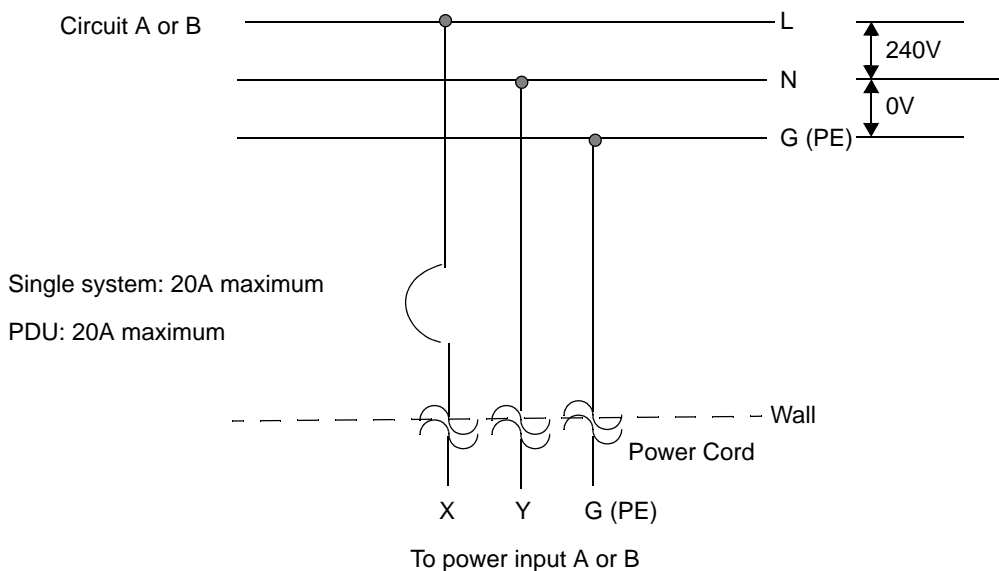 Circuit A or B
L
240V
N
0V
G (PE)
Single system: 20A maximum
PDU: 20A maximum
Wall
Power Cord
X Y G (PE)
To power input A or B